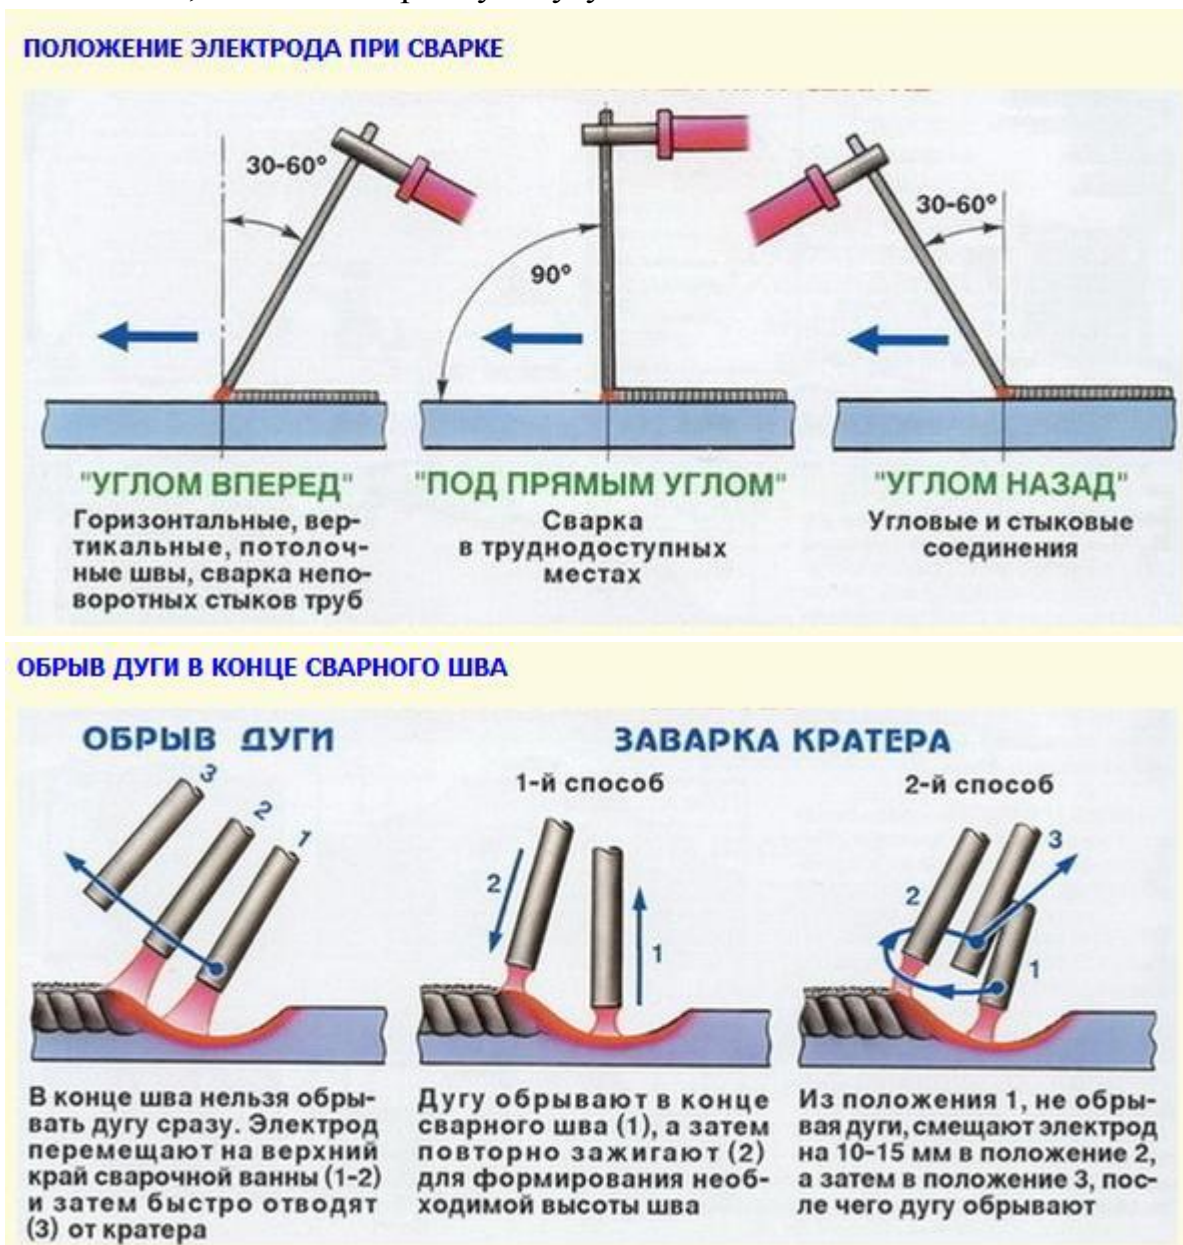 ПОЛОЖЕНИЕ ЭЛЕКТРОДА ПРИ СВАРКЕ
30-60°
90°
30-60°
"УГЛОМ ВПЕРЕД"
Горизонтальные, вер-
тикальные, потолоч-
ные швы, сварка непо-
воротных стыков труб
"ПОД ПРЯМЫМ УГЛОМ"
Сварка
в труднодоступных
местах
"УГЛОМ НАЗАД"
Угловые и стыковые
соединения
ОБРЫВ ДУГИ В КОНЦЕ СВАРНОГО ШВА
ОБРЫВ ДУГИ
3
2
1
В конце шва нельзя обры-
вать дугу сразу. Электрод
перемещают на верхний
край сварочной ванны (1-2)
и затем быстро отводят
(3) от кратера
ЗАВАРКА КРАТЕРА
1-й способ
2
1
Дугу обрывают в конце
сварного шва (1), а затем
повторно зажигают (2)
для формирования необ-
ходимой высоты шва
2-й способ
3
2
1
Из положения 1, не обры-
вая дуги, смещают электрод
на 10-15 мм в положение 2,
а затем в положение 3, пос-
ле чего дугу обрывают